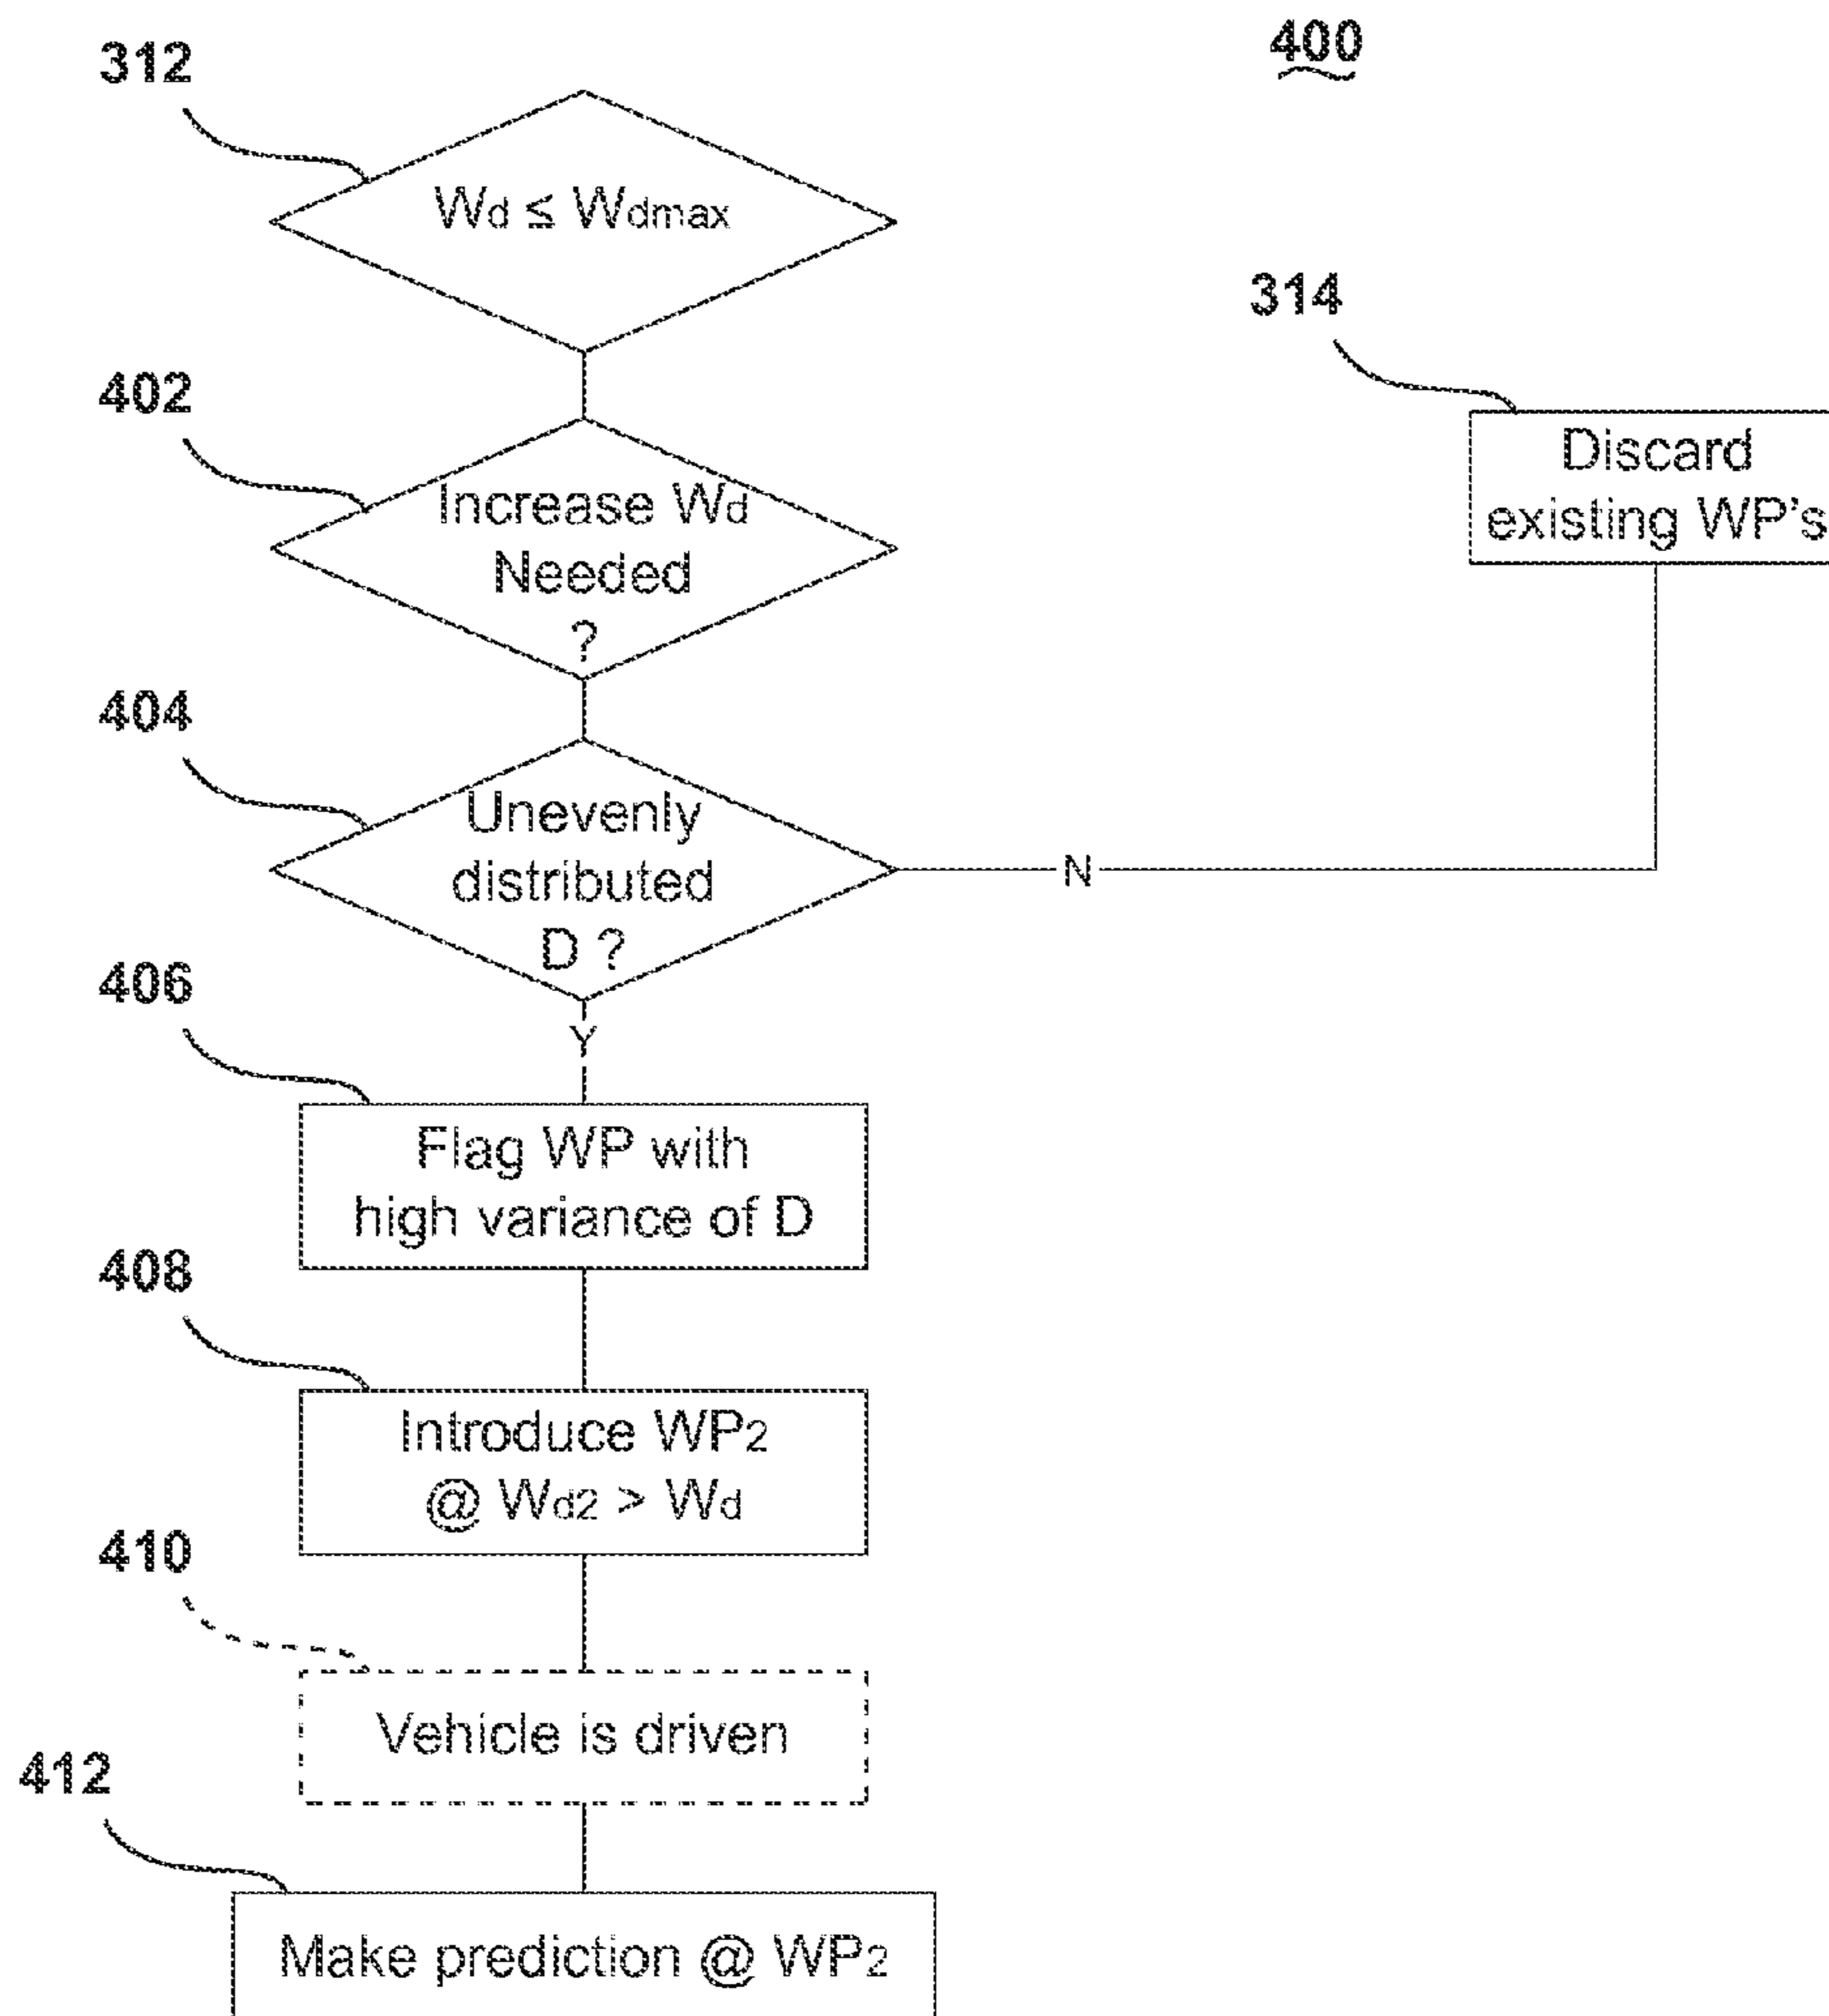 400
312
Wd ≤ Wdmax
314
Discard
existing WP's
402
Increase Wd
Needed
?
404
Unevenly
distributed
D ?
N
Y
406
Flag WP with
high variance of D
408
Introduce WP2
@ Wd2 > Wd
410
Vehicle is driven
412
Make prediction @ WP2